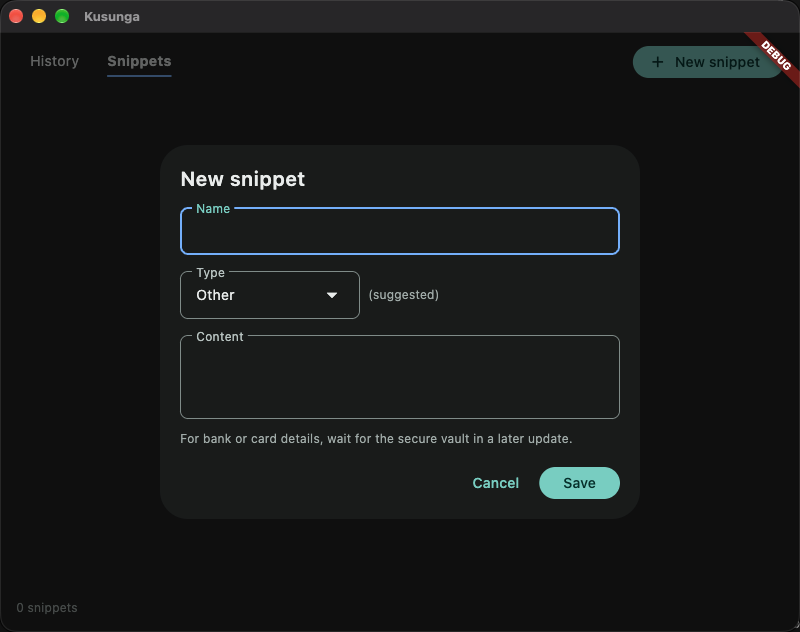 Kusunga
DEBUG
History
Snippets
+ New snippet
New snippet
Name
Type
Other
(suggested)
Content
For bank or card details, wait for the secure vault in a later update.
Cancel
Save
0 snippets